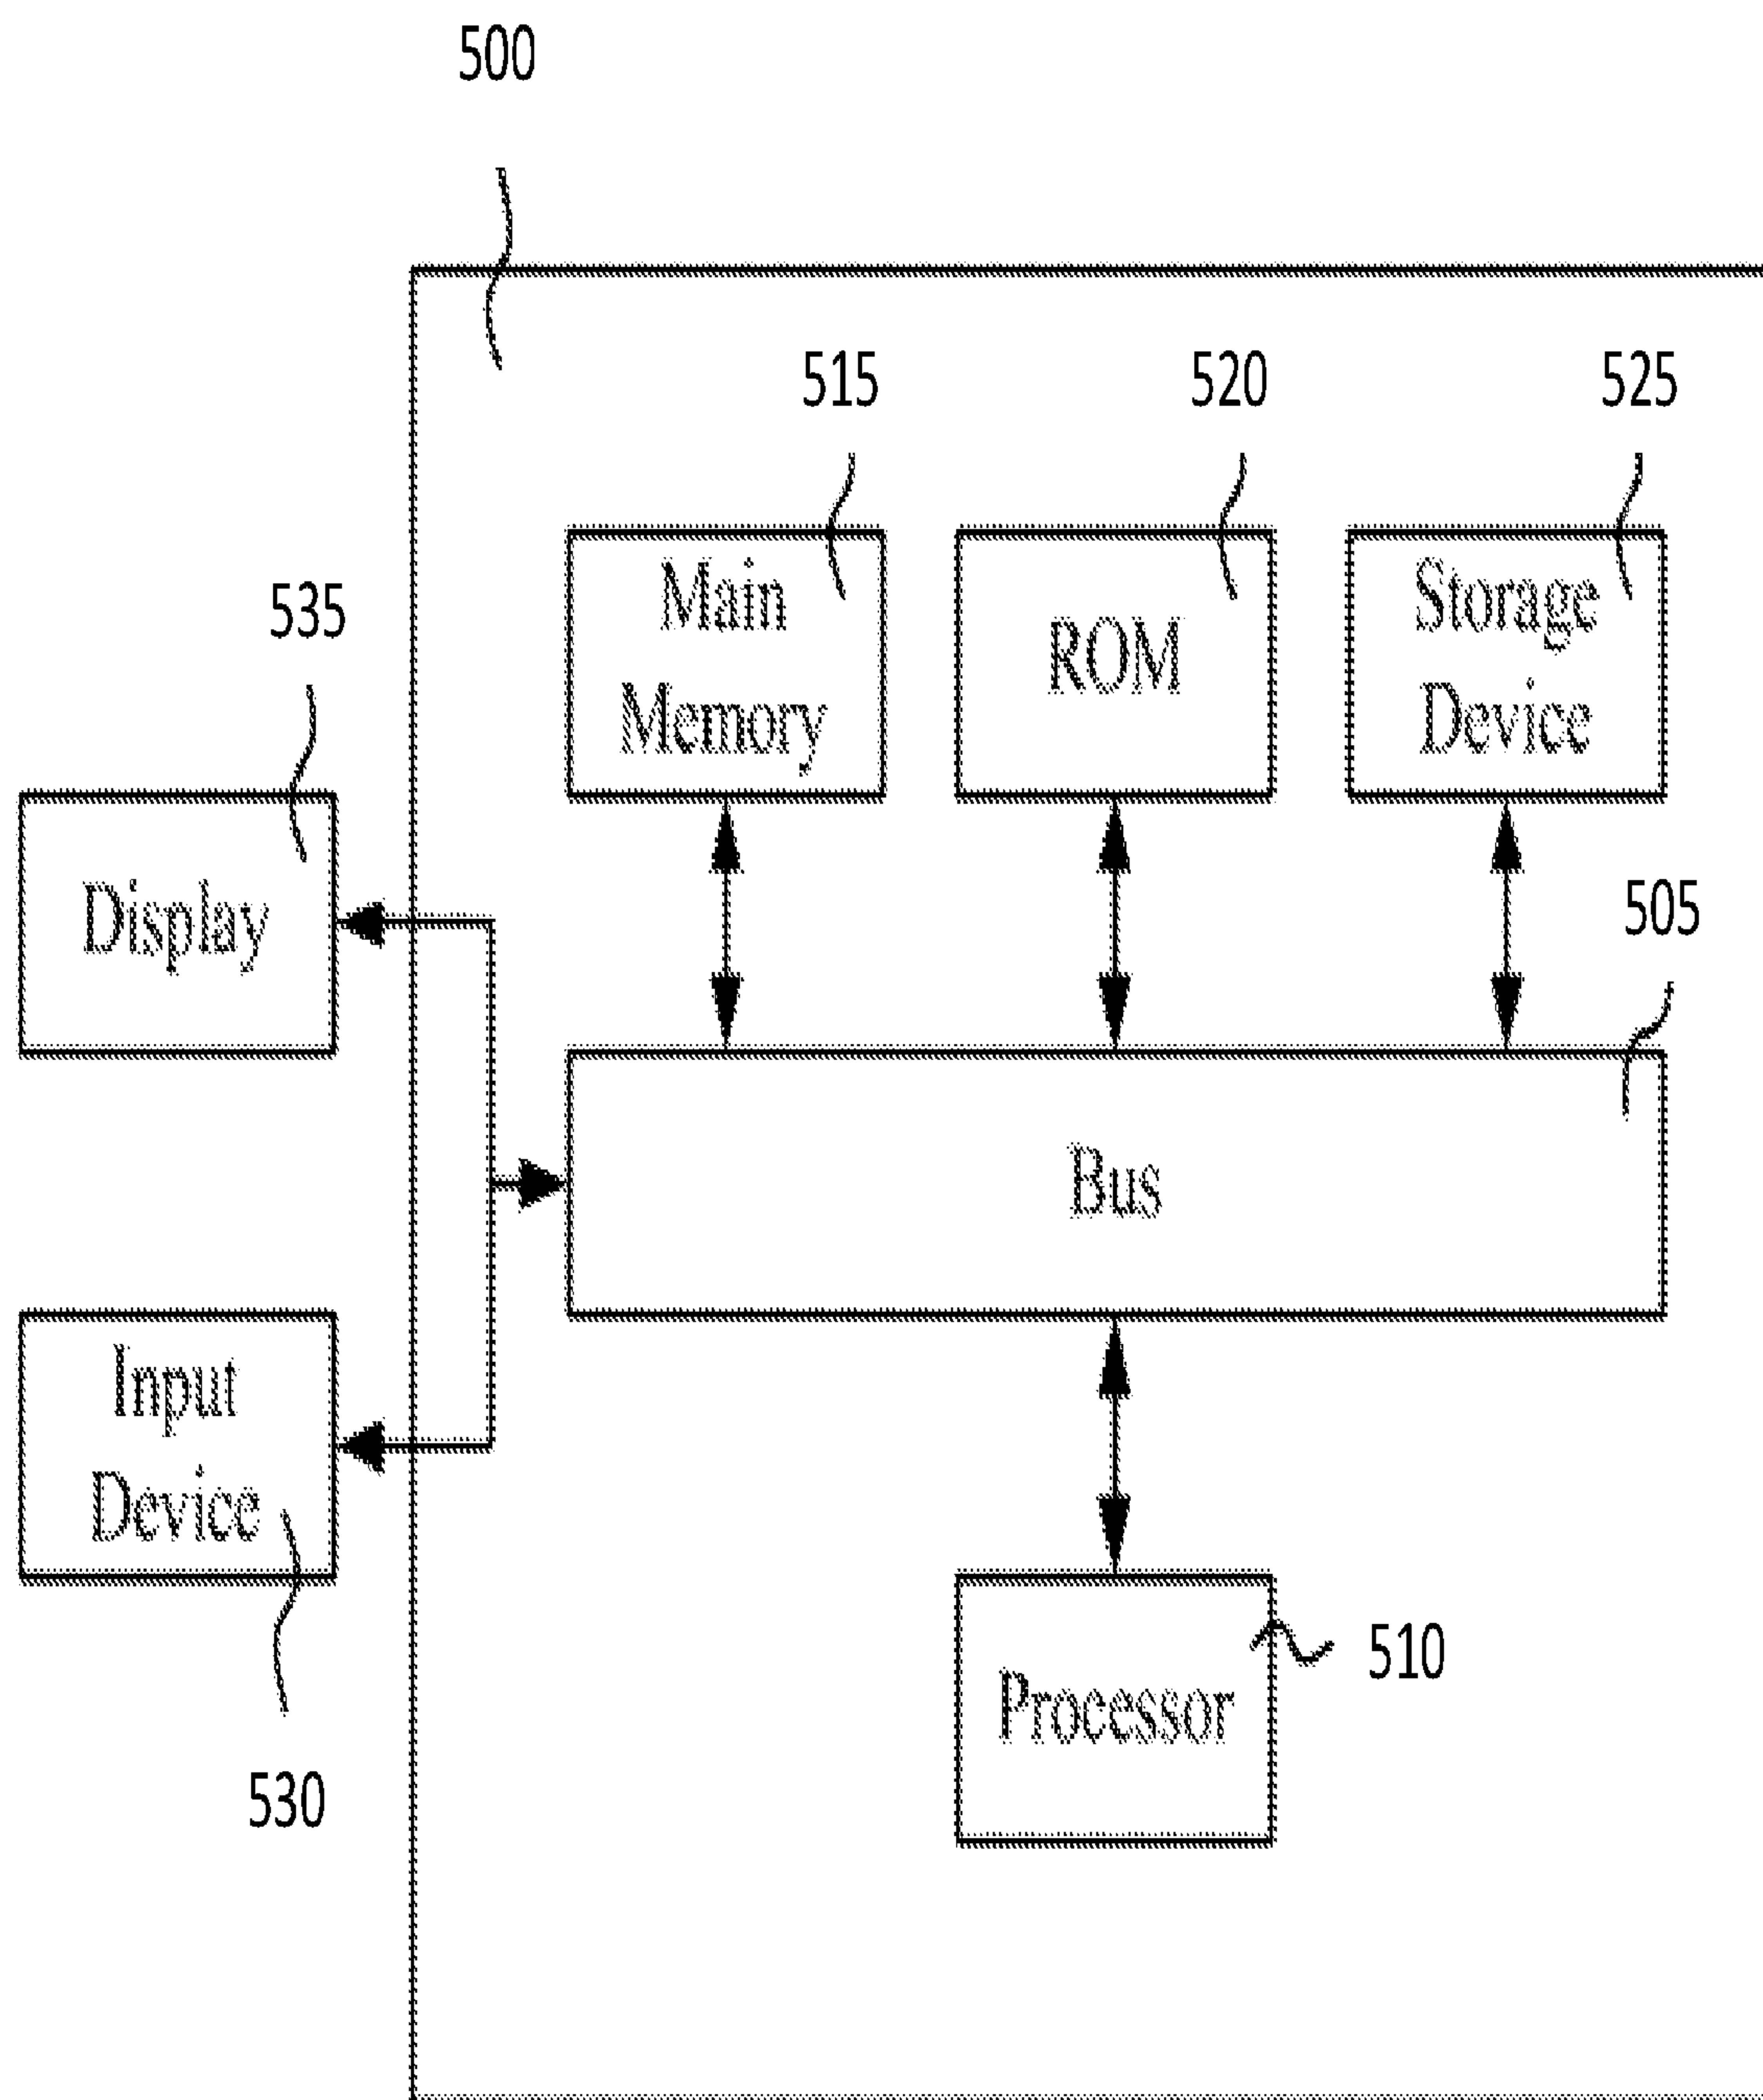 500
515
520
525
Main
Memory
ROM
Storage
Device
535
Display
505
Bus
Input
Device
530
510
Processor